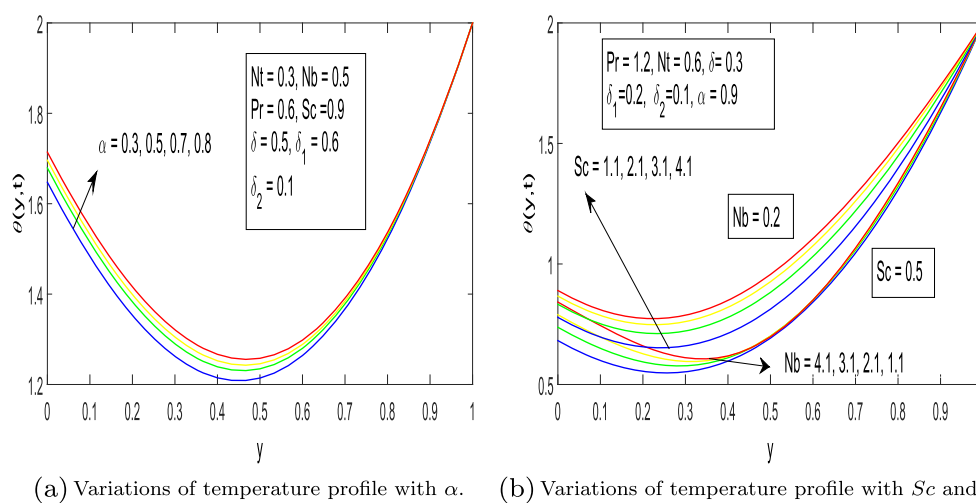 2
1.8
1.6
1.4
1.2
θ(y,t)
Nt = 0.3, Nb = 0.5
Pr = 0.6, Sc =0.9
δ = 0.5, δ₁ = 0.6
δ₂ = 0.1
α = 0.3, 0.5, 0.7, 0.8
0 0.1 0.2 0.3 0.4 0.5 0.6 0.7 0.8 0.9 1
y
(a) Variations of temperature profile with α.
2
1.5
1
0.5
θ(y,t)
Pr = 1.2, Nt = 0.6, δ= 0.3
δ₁=0.2, δ₂=0.1, α = 0.9
Sc = 1.1, 2.1, 3.1, 4.1
Nb = 0.2
Sc = 0.5
Nb = 4.1, 3.1, 2.1, 1.1
0 0.1 0.2 0.3 0.4 0.5 0.6 0.7 0.8 0.9
y
(b) Variations of temperature profile with Sc and